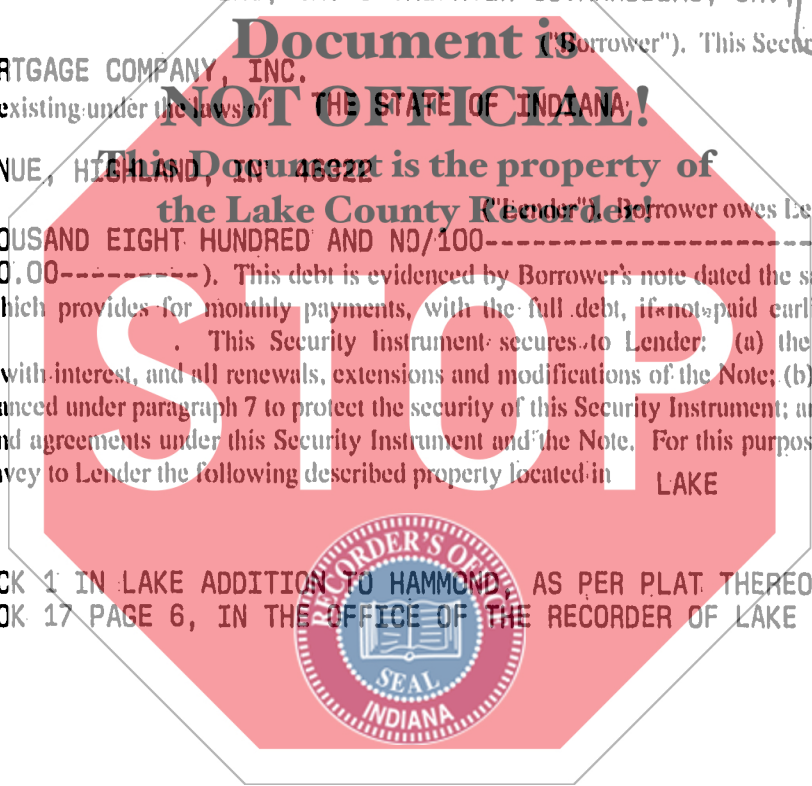 Document is
("Borrower"). This Secu
RTGAGE COMPANY, INC.
existing under the laws of THE STATE OF INDIANA,
NOT OFFICIAL!
NUE, HIGHLAND, IN 46322
This Document is the property of
the Lake County Recorder!
("Lender"). Borrower owes Le
OUSAND EIGHT HUNDRED AND NO/100
0.00----------). This debt is evidenced by Borrower's note dated the s
hich provides for monthly payments, with the full debt, if not paid earl
. This Security Instrument secures to Lender: (a) the
with interest, and all renewals, extensions and modifications of the Note; (b)
anced under paragraph 7 to protect the security of this Security Instrument; a
nd agreements under this Security Instrument and the Note. For this purpos
vey to Lender the following described property located in LAKE
STOP
CK 1 IN LAKE ADDITION TO HAMMOND, AS PER PLAT THEREO
OK 17 PAGE 6, IN THE OFFICE OF THE RECORDER OF LAKE
RECORDER'S OFFICE
SEAL
INDIANA